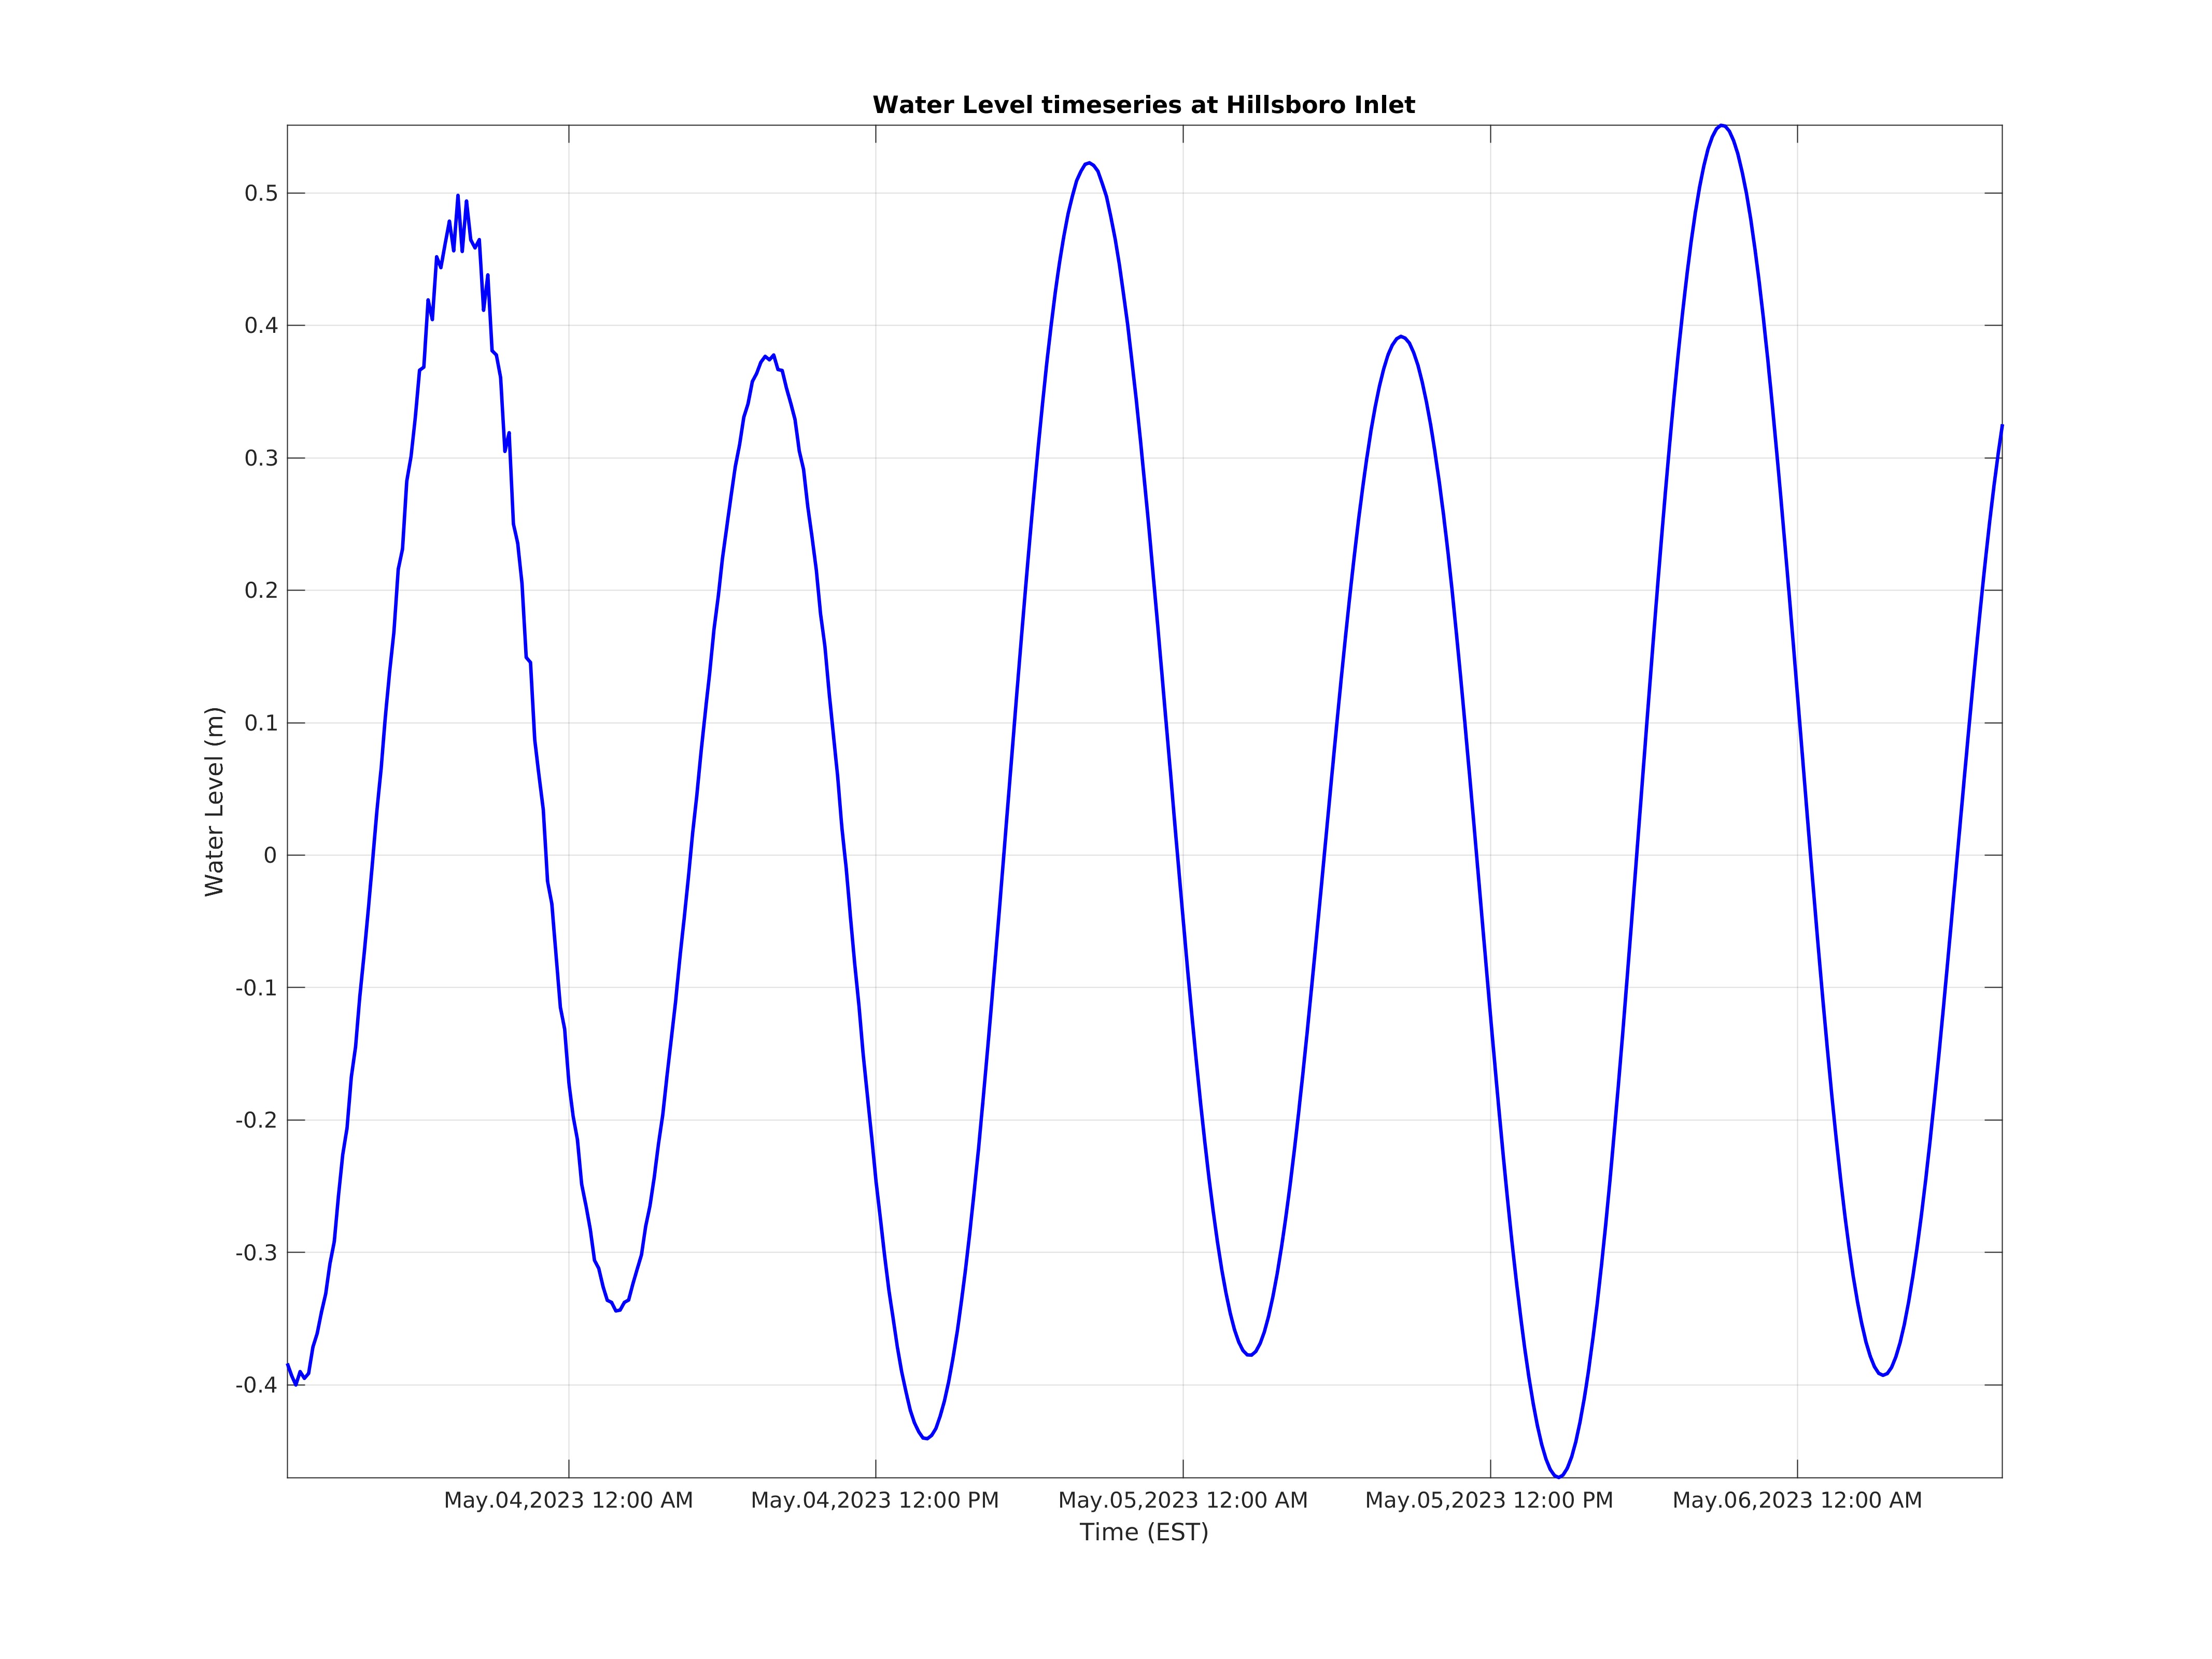 Water Level timeseries at Hillsboro Inlet
0.5
0.4
0.3
0.2
0.1
0
-0.1
-0.2
-0.3
-0.4
Water Level (m)
May.04,2023 12:00 AM
May.04,2023 12:00 PM
May.05,2023 12:00 AM
May.05,2023 12:00 PM
May.06,2023 12:00 AM
Time (EST)